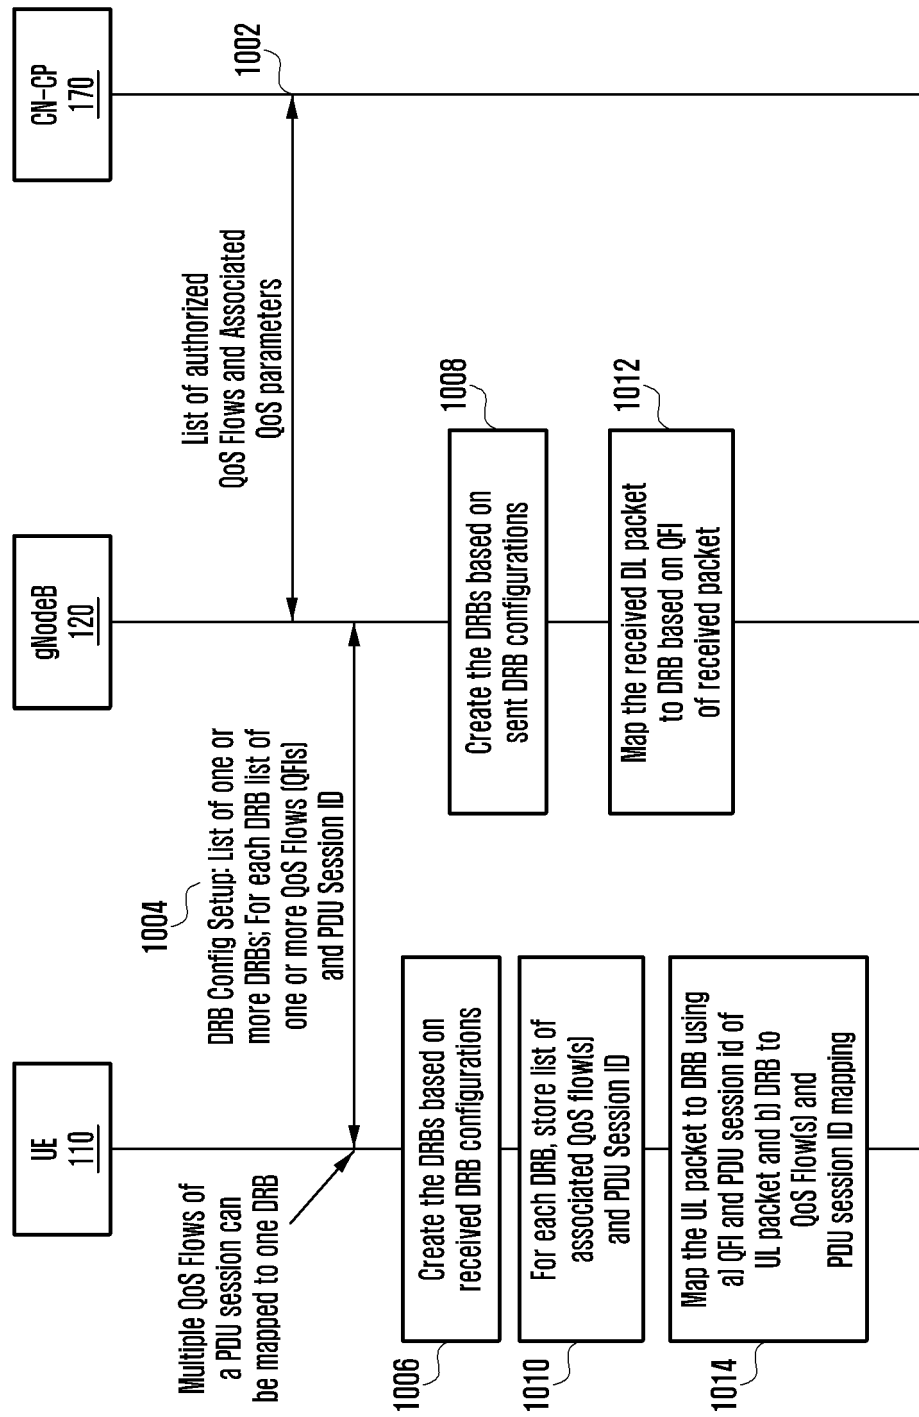 UE
110
gNodeB
120
CN-CP
170
1002
List of authorized
QoS Flows and Associated
QoS parameters
1004
DRB Config Setup: List of one or
more DRBs; For each DRB list of
one or more QoS Flows (QFIs)
and PDU Session ID
Multiple QoS Flows of
a PDU session can
be mapped to one DRB
1006
Create the DRBs based on
received DRB configurations
1008
Create the DRBs based on
sent DRB configurations
1010
For each DRB, store list of
associated QoS flow(s)
and PDU Session ID
1012
Map the received DL packet
to DRB based on QFI
of received packet
1014
Map the UL packet to DRB using
a) QFI and PDU session id of
UL packet and b) DRB to
QoS Flow(s) and
PDU session ID mapping